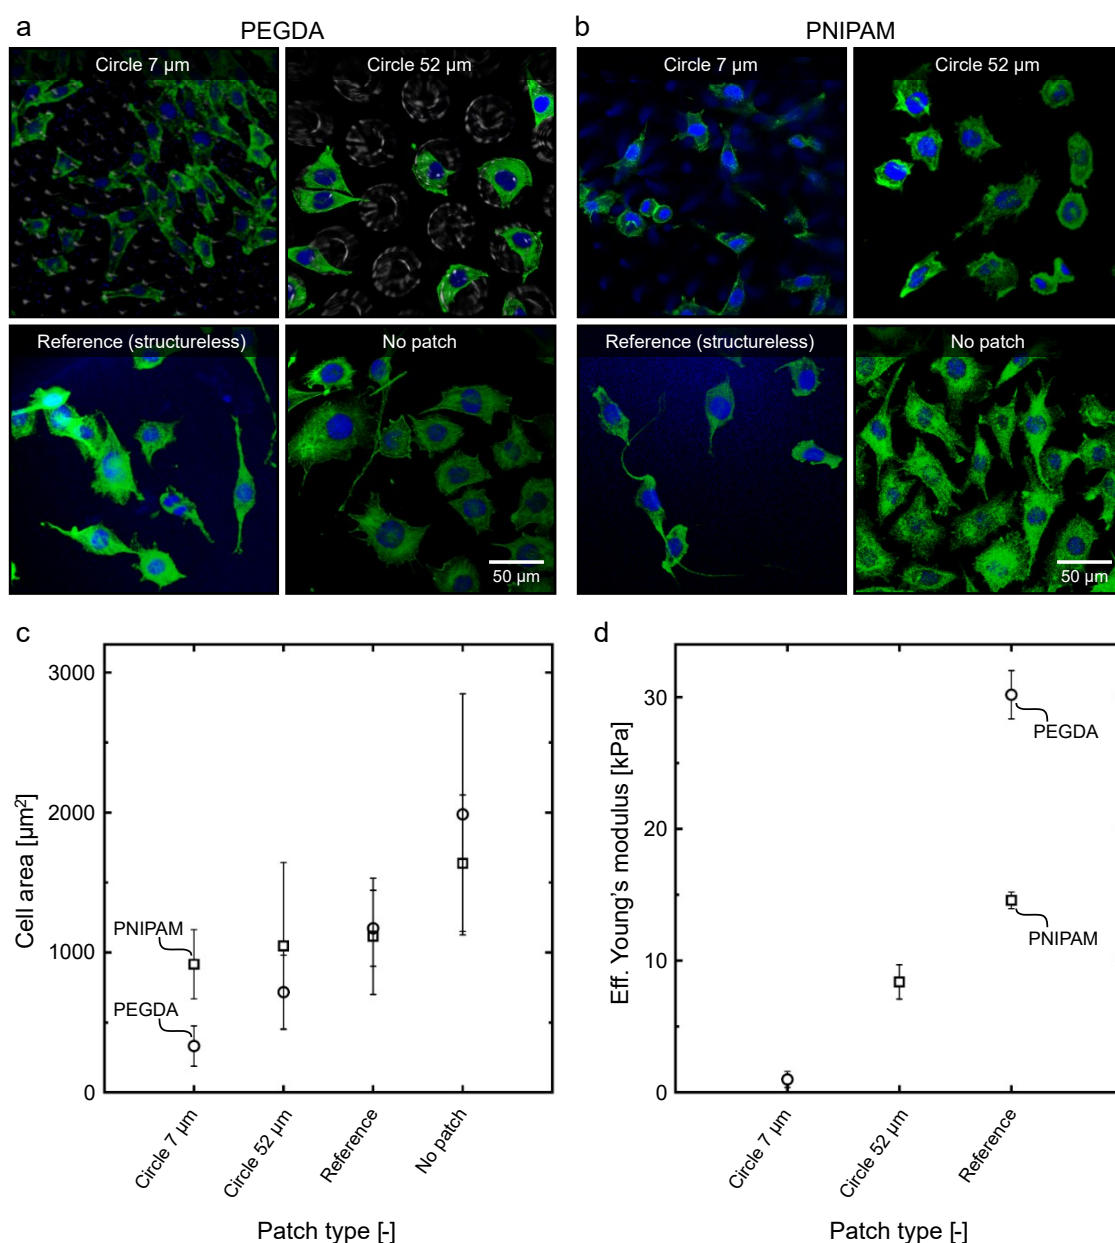 a
PEGDA
b
PNIPAM
Circle 7 µm
Circle 52 µm
Circle 7 µm
Circle 52 µm
Reference (structureless)
No patch
Reference (structureless)
No patch
50 µm
50 µm
c
d
3000
2000
1000
0
Cell area [µm²]
PNIPAM
PEGDA
Circle 7 µm
Circle 52 µm
Reference
No patch
Patch type [-]
30
20
10
0
Eff. Young's modulus [kPa]
PEGDA
PNIPAM
Circle 7 µm
Circle 52 µm
Reference
Patch type [-]